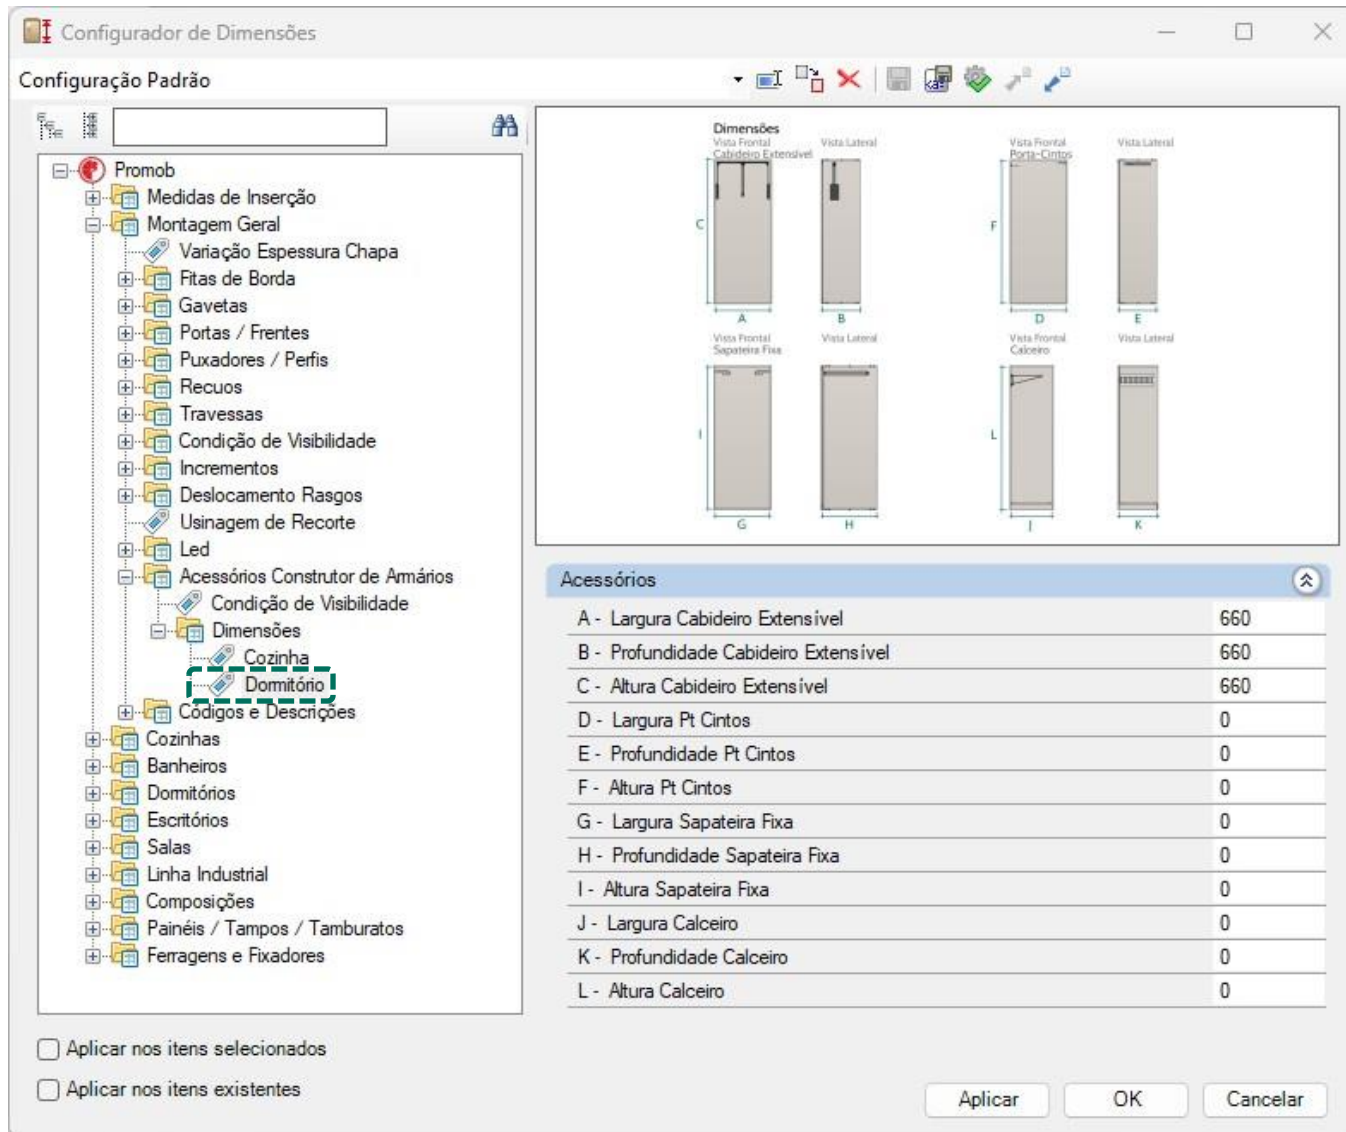 Configurador de Dimensões
Configuração Padrão
Promob
Medidas de Inserção
Montagem Geral
Variação Espessura Chapa
Fitas de Borda
Gavetas
Portas / Frentes
Puxadores / Perfis
Recuos
Travessas
Condição de Visibilidade
Incrementos
Deslocamento Rasgos
Usinagem de Recorte
Led
Acessórios Construtor de Armários
Condição de Visibilidade
Dimensões
Cozinha
Dormitório
Códigos e Descrições
Cozinhas
Banheiros
Dormitórios
Escritórios
Salas
Linha Industrial
Composições
Painéis / Tampos / Tamburatos
Ferragens e Fixadores
Dimensões
Vista Frontal Vista Lateral Vista Frontal Vista Lateral
Cabideiro Extensível Porta-Cintos
C F
A B D E
Vista Frontal Vista Lateral Vista Frontal Vista Lateral
Sapateira Fixa Calceiro
I L
G H J K
Acessórios
A - Largura Cabideiro Extensível 660
B - Profundidade Cabideiro Extensível 660
C - Altura Cabideiro Extensível 660
D - Largura Pt Cintos 0
E - Profundidade Pt Cintos 0
F - Altura Pt Cintos 0
G - Largura Sapateira Fixa 0
H - Profundidade Sapateira Fixa 0
I - Altura Sapateira Fixa 0
J - Largura Calceiro 0
K - Profundidade Calceiro 0
L - Altura Calceiro 0
Aplicar nos itens selecionados
Aplicar nos itens existentes
Aplicar OK Cancelar